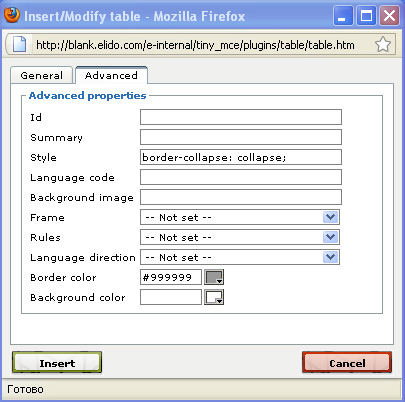 Insert/Modify table - Mozilla Firefox
http://blank.elido.com/e-internal/tiny_mce/plugins/table/table.htm
General Advanced
Advanced properties
Id
Summary
Style border-collapse: collapse;
Language code
Background image
Frame -- Not set --
Rules -- Not set --
Language direction -- Not set --
Border color #999999
Background color
Insert Cancel
Готово